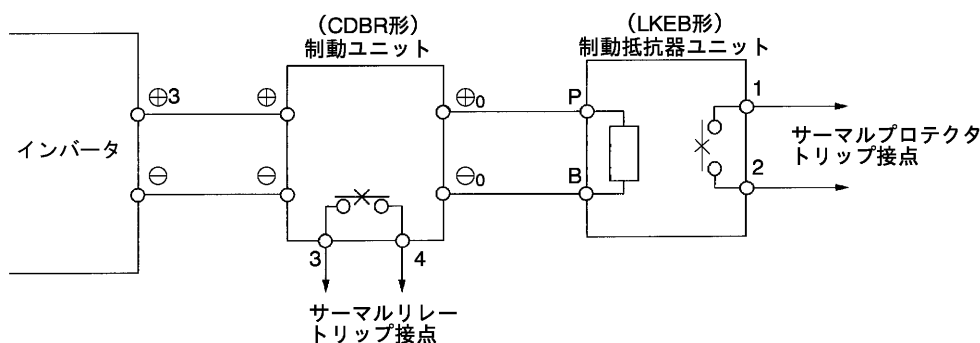 (CDBR形)
制動ユニット
(LKEB形)
制動抵抗器ユニット
インバータ
⊕3
⊕
⊕0
P
1
サーマルプロテクタ
トリップ接点
⊖
⊖
⊖0
B
2
3
4
サーマルリレー
トリップ接点